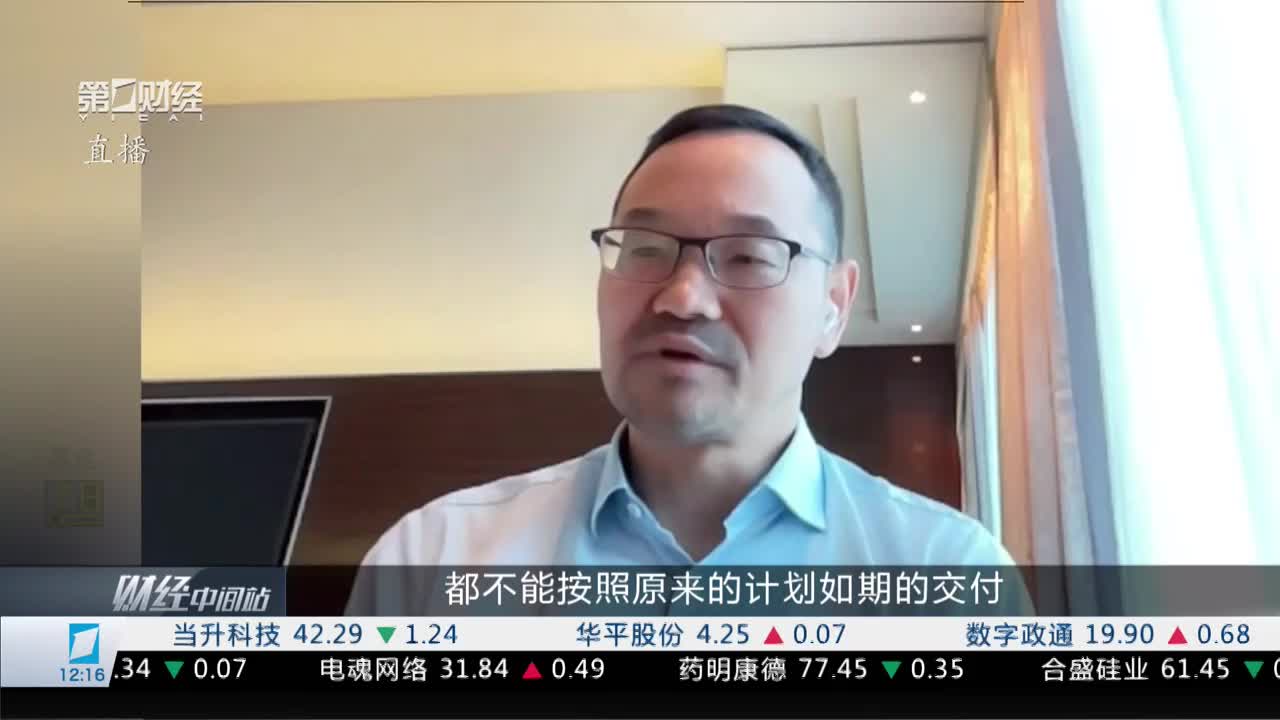 第一财经
YICAI
直播
都不能按照原来的计划如期的交付
财经中间站
当升科技 42.29 ▼ 1.24 华平股份 4.25 ▲ 0.07 数字政通 19.90 ▲ 0.68
12:16
.34 ▼ 0.07 电魂网络 31.84 ▲ 0.49 药明康德 77.45 ▼ 0.35 合盛硅业 61.45 ▼